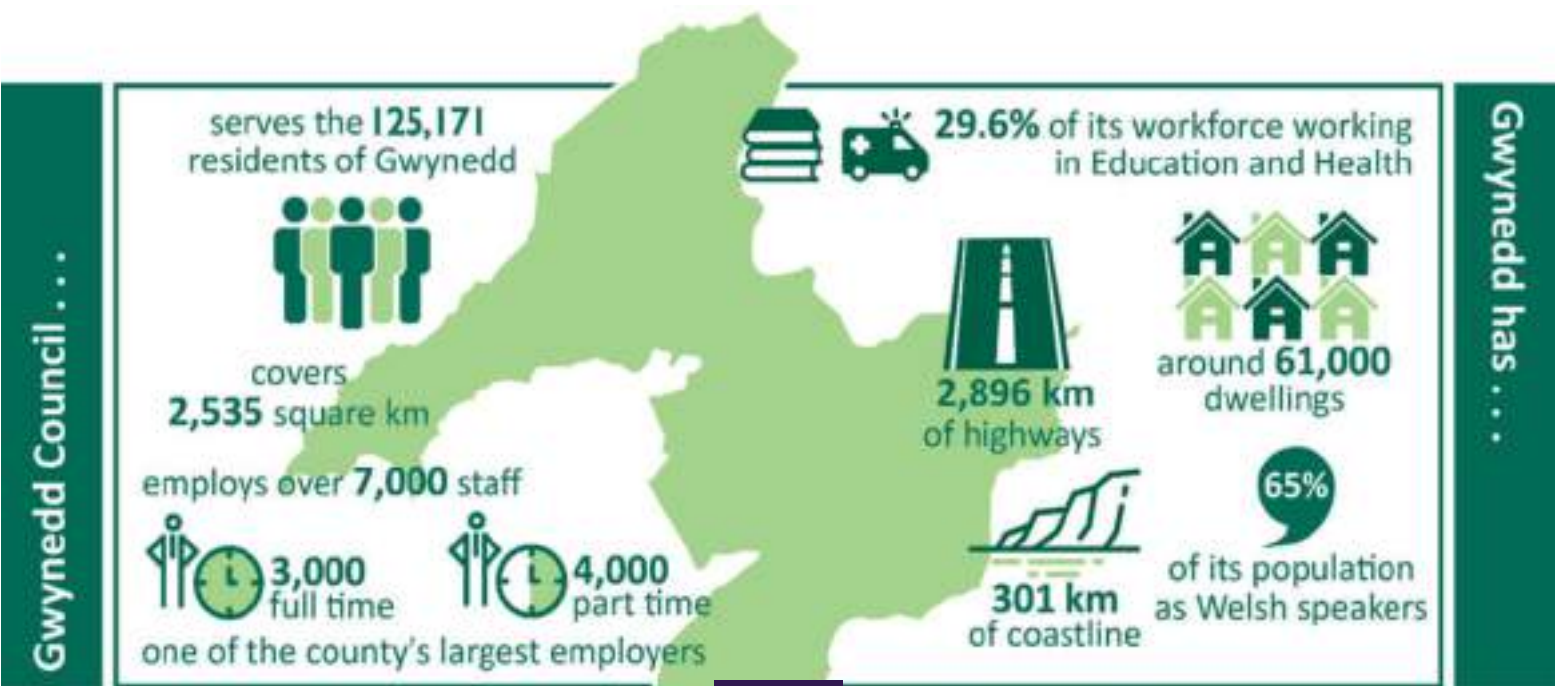 Gwynedd Council . . .
serves the 125,171
residents of Gwynedd
covers
2,535 square km
employs over 7,000 staff
3,000
full time
4,000
part time
one of the county's largest employers
29.6% of its workforce working
in Education and Health
2,896 km
of highways
around 61,000
dwellings
301 km
of coastline
65%
of its population
as Welsh speakers
Gwynedd has . . .